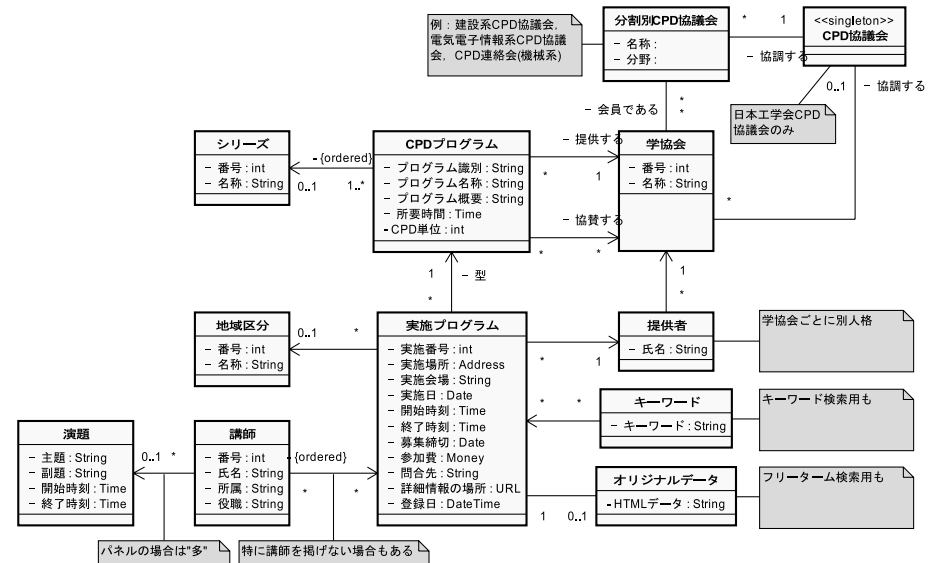 例：建設系CPD協議会,
電気電子情報系CPD協議
会，CPD連絡会(機械系)
分割別CPD協議会
- 名称 :
- 分野 :
* 1
- 協調する
<<singleton>>
CPD協議会
0..1
- 協調する
日本工学会CPD
協議会のみ
- 会員である
*
*
シリーズ
- 番号 : int
- 名称 : String
- {ordered}
0..1 1..*
CPDプログラム
- プログラム識別 : String
- プログラム名称 : String
- プログラム概要 : String
- 所要時間 : Time
- CPD単位 : int
- 提供する
* 1
- 協賛する
* *
学協会
- 番号 : int
- 名称 : String
*
1
- 型
*
1
*
地域区分
- 番号 : int
- 名称 : String
0..1 *
実施プログラム
- 実施番号 : int
- 実施場所 : Address
- 実施会場 : String
- 実施日 : Date
- 開始時刻 : Time
- 終了時刻 : Time
- 募集締切 : Date
- 参加費 : Money
- 問合先 : String
- 詳細情報の場所 : URL
- 登録日 : DateTime
* 1
提供者
- 氏名 : String
学協会ごとに別人格
* *
キーワード
- キーワード : String
キーワード検索用も
演題
- 主題 : String
- 副題 : String
- 開始時刻 : Time
- 終了時刻 : Time
0..1 *
講師
- 番号 : int
- 氏名 : String
- 所属 : String
- 役職 : String
- {ordered}
* *
オリジナルデータ
- HTMLデータ : String
1 0..1
フリーターム検索用も
パネルの場合は"多"
特に講師を掲げない場合もある